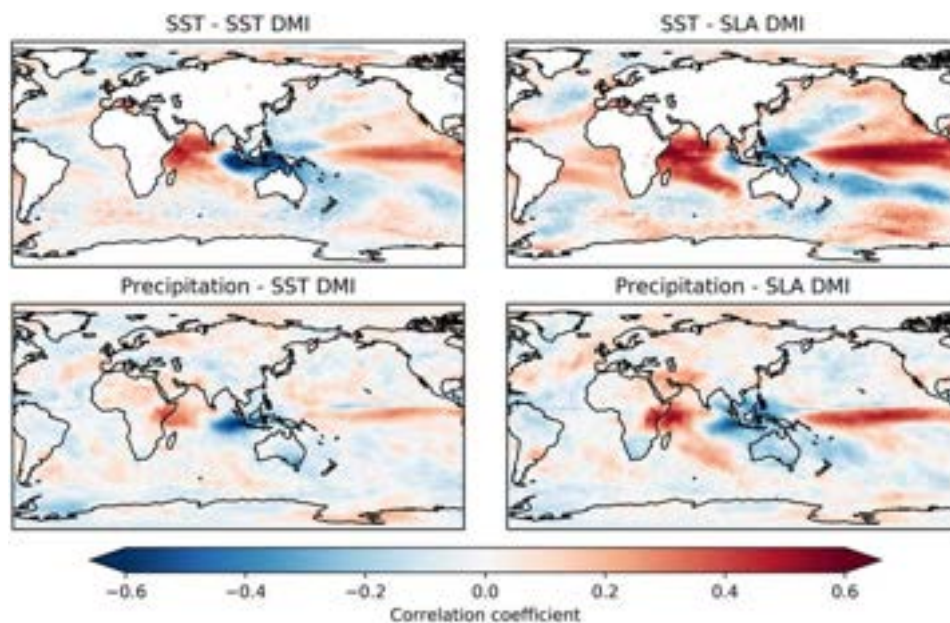 SST - SST DMI
SST - SLA DMI
Precipitation - SST DMI
Precipitation - SLA DMI
−0.6 −0.4 −0.2 0.0 0.2 0.4 0.6
Correlation coefficient